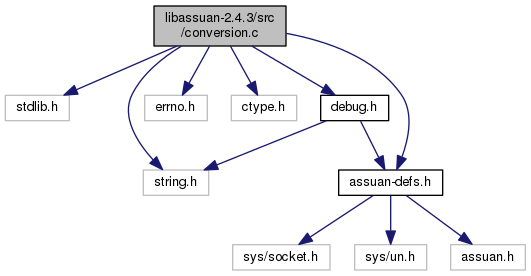 libassuan-2.4.3/src
/conversion.c
stdlib.h
errno.h
ctype.h
debug.h
string.h
assuan-defs.h
sys/socket.h
sys/un.h
assuan.h